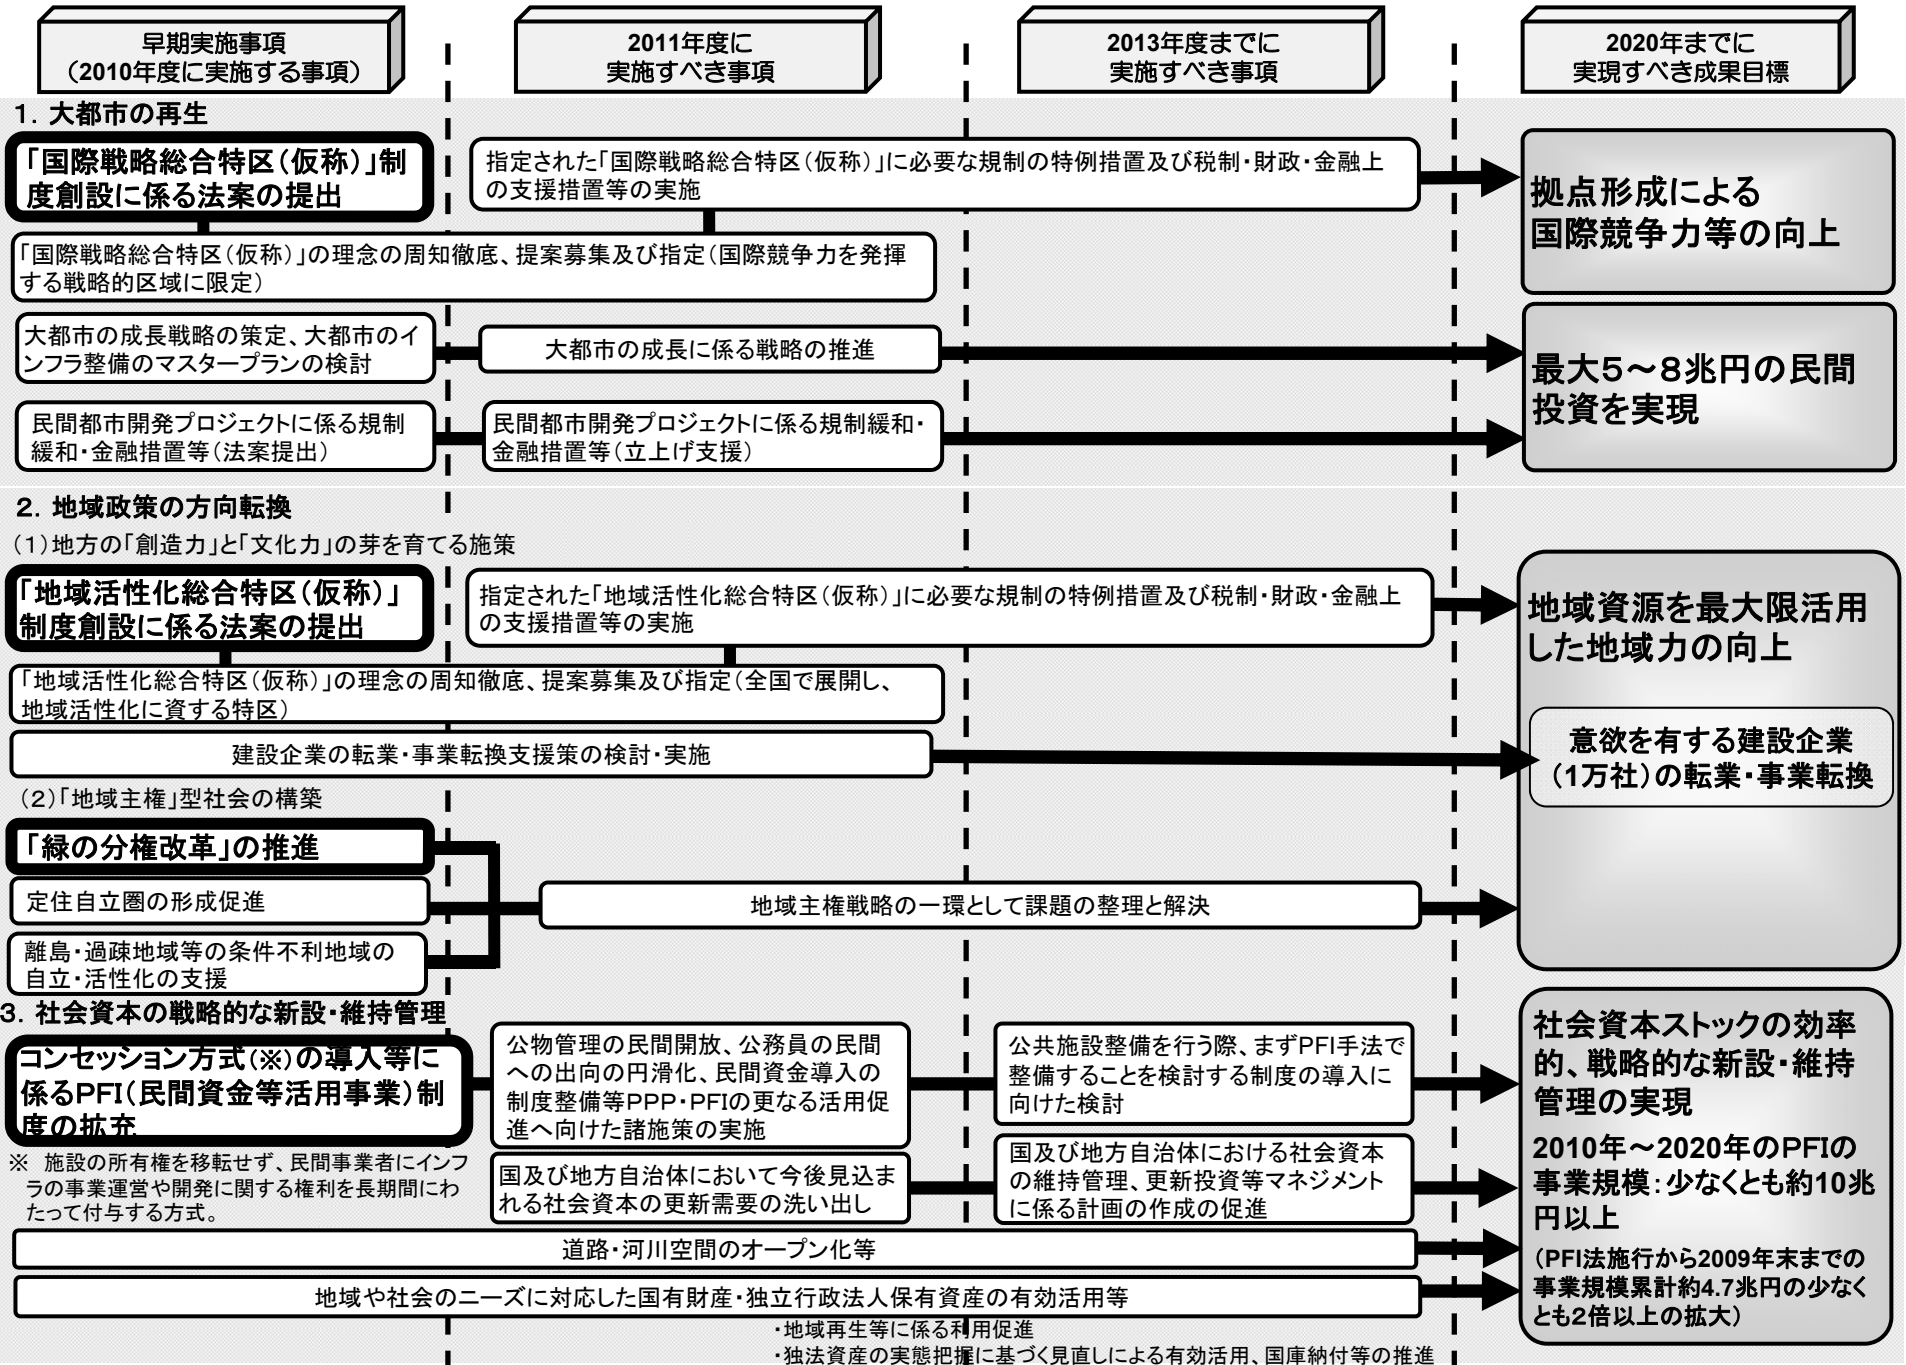 早期実施事項
（2010年度に実施する事項）
2011年度に
実施すべき事項
2013年度までに
実施すべき事項
2020年までに
実現すべき成果目標
1．大都市の再生
「国際戦略総合特区（仮称）」制
度創設に係る法案の提出
指定された「国際戦略総合特区（仮称）」に必要な規制の特例措置及び税制・財政・金融上
の支援措置等の実施
拠点形成による
国際競争力等の向上
「国際戦略総合特区（仮称）」の理念の周知徹底、提案募集及び指定（国際競争力を発揮
する戦略的区域に限定）
大都市の成長戦略の策定、大都市のイ
ンフラ整備のマスタープランの検討
大都市の成長に係る戦略の推進
最大５～８兆円の民間
投資を実現
民間都市開発プロジェクトに係る規制
緩和・金融措置等（法案提出）
民間都市開発プロジェクトに係る規制緩和・
金融措置等（立上げ支援）
２．地域政策の方向転換
（１）地方の「創造力」と「文化力」の芽を育てる施策
「地域活性化総合特区（仮称）」
制度創設に係る法案の提出
指定された「地域活性化総合特区（仮称）」に必要な規制の特例措置及び税制・財政・金融上
の支援措置等の実施
地域資源を最大限活用
した地域力の向上
「地域活性化総合特区（仮称）」の理念の周知徹底、提案募集及び指定（全国で展開し、
地域活性化に資する特区）
建設企業の転業・事業転換支援策の検討・実施
意欲を有する建設企業
（1万社）の転業・事業転換
（２）「地域主権」型社会の構築
「緑の分権改革」の推進
定住自立圏の形成促進
地域主権戦略の一環として課題の整理と解決
離島・過疎地域等の条件不利地域の
自立・活性化の支援
3．社会資本の戦略的な新設・維持管理
コンセッション方式（※）の導入等に
係るPFI（民間資金等活用事業）制
度の拡充
公物管理の民間開放、公務員の民間
への出向の円滑化、民間資金導入の
制度整備等PPP・PFIの更なる活用促
進へ向けた諸施策の実施
公共施設整備を行う際、まずPFI手法で
整備することを検討する制度の導入に
向けた検討
社会資本ストックの効率
的、戦略的な新設・維持
管理の実現
2010年～2020年のPFIの
事業規模：少なくとも約10兆
円以上
（PFI法施行から2009年末までの
事業規模累計約4.7兆円の少なく
とも2倍以上の拡大）
※　施設の所有権を移転せず、民間事業者にインフ
ラの事業運営や開発に関する権利を長期間にわ
たって付与する方式。
国及び地方自治体において今後見込ま
れる社会資本の更新需要の洗い出し
国及び地方自治体における社会資本
の維持管理、更新投資等マネジメント
に係る計画の作成の促進
道路・河川空間のオープン化等
地域や社会のニーズに対応した国有財産・独立行政法人保有資産の有効活用等
・地域再生等に係る利用促進
・独法資産の実態把握に基づく見直しによる有効活用、国庫納付等の推進